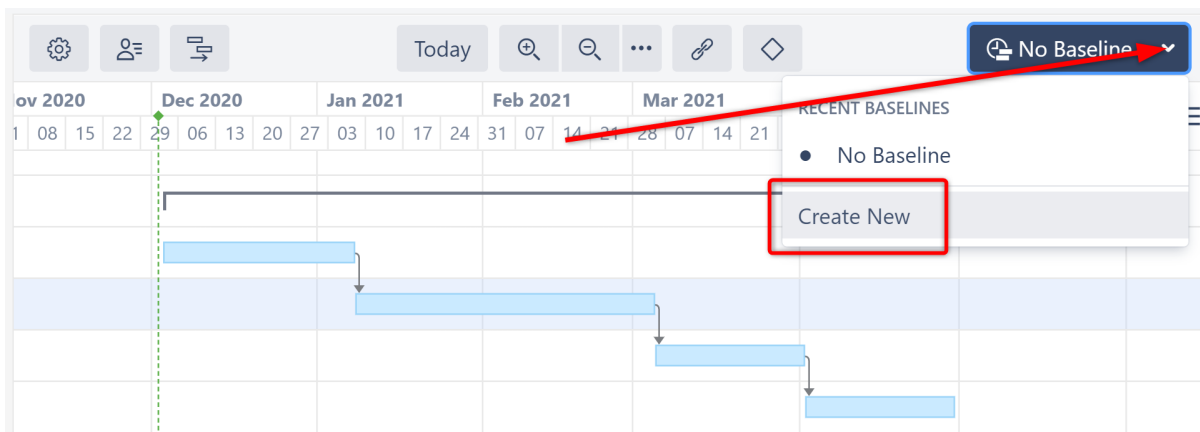 Today
No Baseline
ov 2020 Dec 2020 Jan 2021 Feb 2021 Mar 2021
1 08 15 22 29 06 13 20 27 03 10 17 24 31 07 14 21 28 07 14 21
RECENT BASELINES
No Baseline
Create New